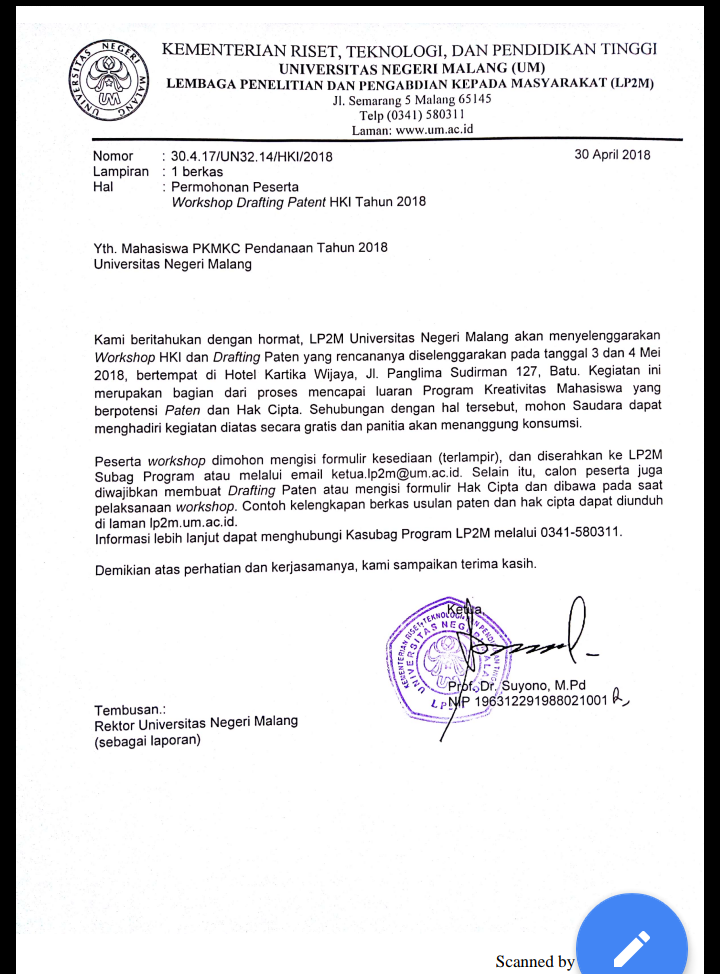 KEMENTERIAN RISET, TEKNOLOGI, DAN PENDIDIKAN TINGGI
UNIVERSITAS NEGERI MALANG (UM)
LEMBAGA PENELITIAN DAN PENGABDIAN KEPADA MASYARAKAT (LP2M)
Jl. Semarang 5 Malang 65145
Telp (0341) 580311
Laman: www.um.ac.id
UNIVERSITAS NEGERI MALANG
UM
Nomor : 30.4.17/UN32.14/HKI/2018 30 April 2018
Lampiran : 1 berkas
Hal : Permohonan Peserta
Workshop Drafting Patent HKI Tahun 2018
Yth. Mahasiswa PKMKC Pendanaan Tahun 2018
Universitas Negeri Malang
Kami beritahukan dengan hormat, LP2M Universitas Negeri Malang akan menyelenggarakan
Workshop HKI dan Drafting Paten yang rencananya diselenggarakan pada tanggal 3 dan 4 Mei
2018, bertempat di Hotel Kartika Wijaya, Jl. Panglima Sudirman 127, Batu. Kegiatan ini
merupakan bagian dari proses mencapai luaran Program Kreativitas Mahasiswa yang
berpotensi Paten dan Hak Cipta. Sehubungan dengan hal tersebut, mohon Saudara dapat
menghadiri kegiatan diatas secara gratis dan panitia akan menanggung konsumsi.
Peserta workshop dimohon mengisi formulir kesediaan (terlampir), dan diserahkan ke LP2M
Subag Program atau melalui email ketua.lp2m@um.ac.id. Selain itu, calon peserta juga
diwajibkan membuat Drafting Paten atau mengisi formulir Hak Cipta dan dibawa pada saat
pelaksanaan workshop. Contoh kelengkapan berkas usulan paten dan hak cipta dapat diunduh
di laman lp2m.um.ac.id.
Informasi lebih lanjut dapat menghubungi Kasubag Program LP2M melalui 0341-580311.
Demikian atas perhatian dan kerjasamanya, kami sampaikan terima kasih.
Ketua,
Prof. Dr. Suyono, M.Pd
NIP 196312291988021001
Tembusan.:
Rektor Universitas Negeri Malang
(sebagai laporan)
Scanned by